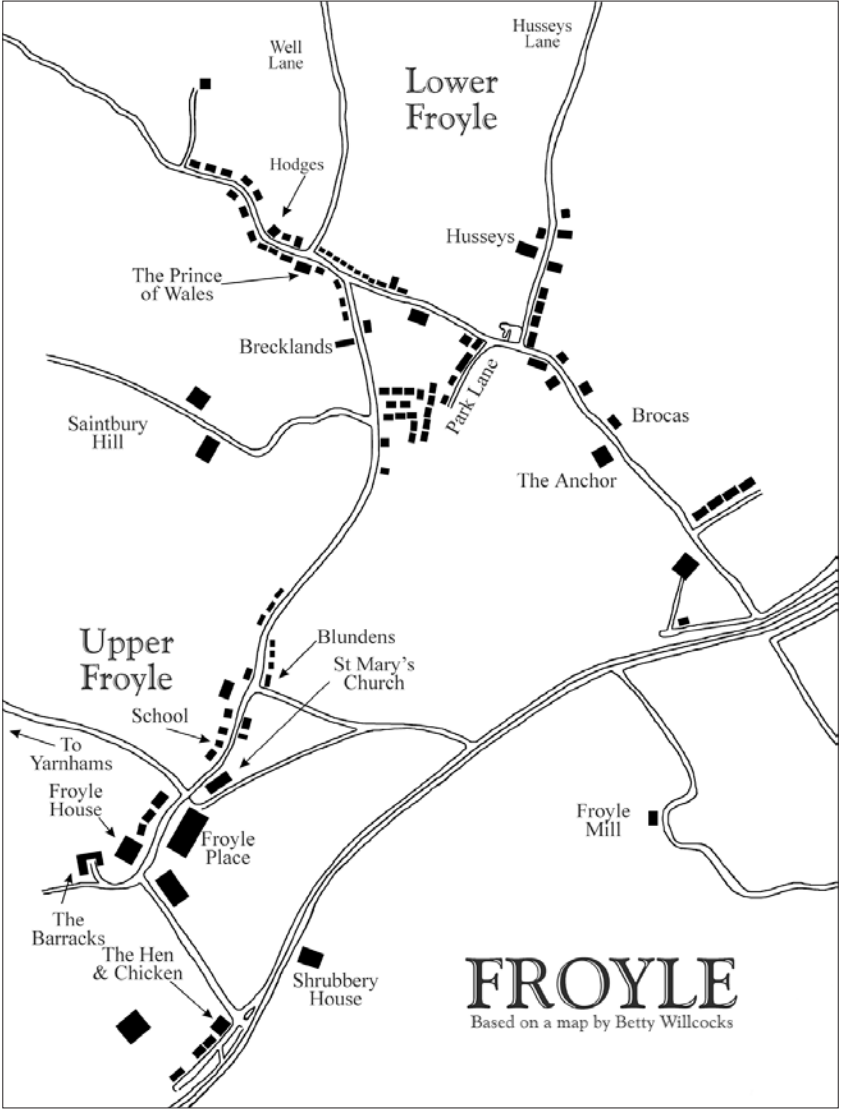 Husseys
Lane
Well
Lane
Lower
Froyle
Hodges
Husseys
The Prince
of Wales
Brecklands
Park Lane
Saintbury
Hill
Brocas
The Anchor
Upper
Froyle
Blundens
St Mary's
Church
School
To
Yarnhams
Froyle
House
Froyle
Place
Froyle
Mill
The
Barracks
The Hen
& Chicken
Shrubbery
House
FROYLE
Based on a map by Betty Willcocks